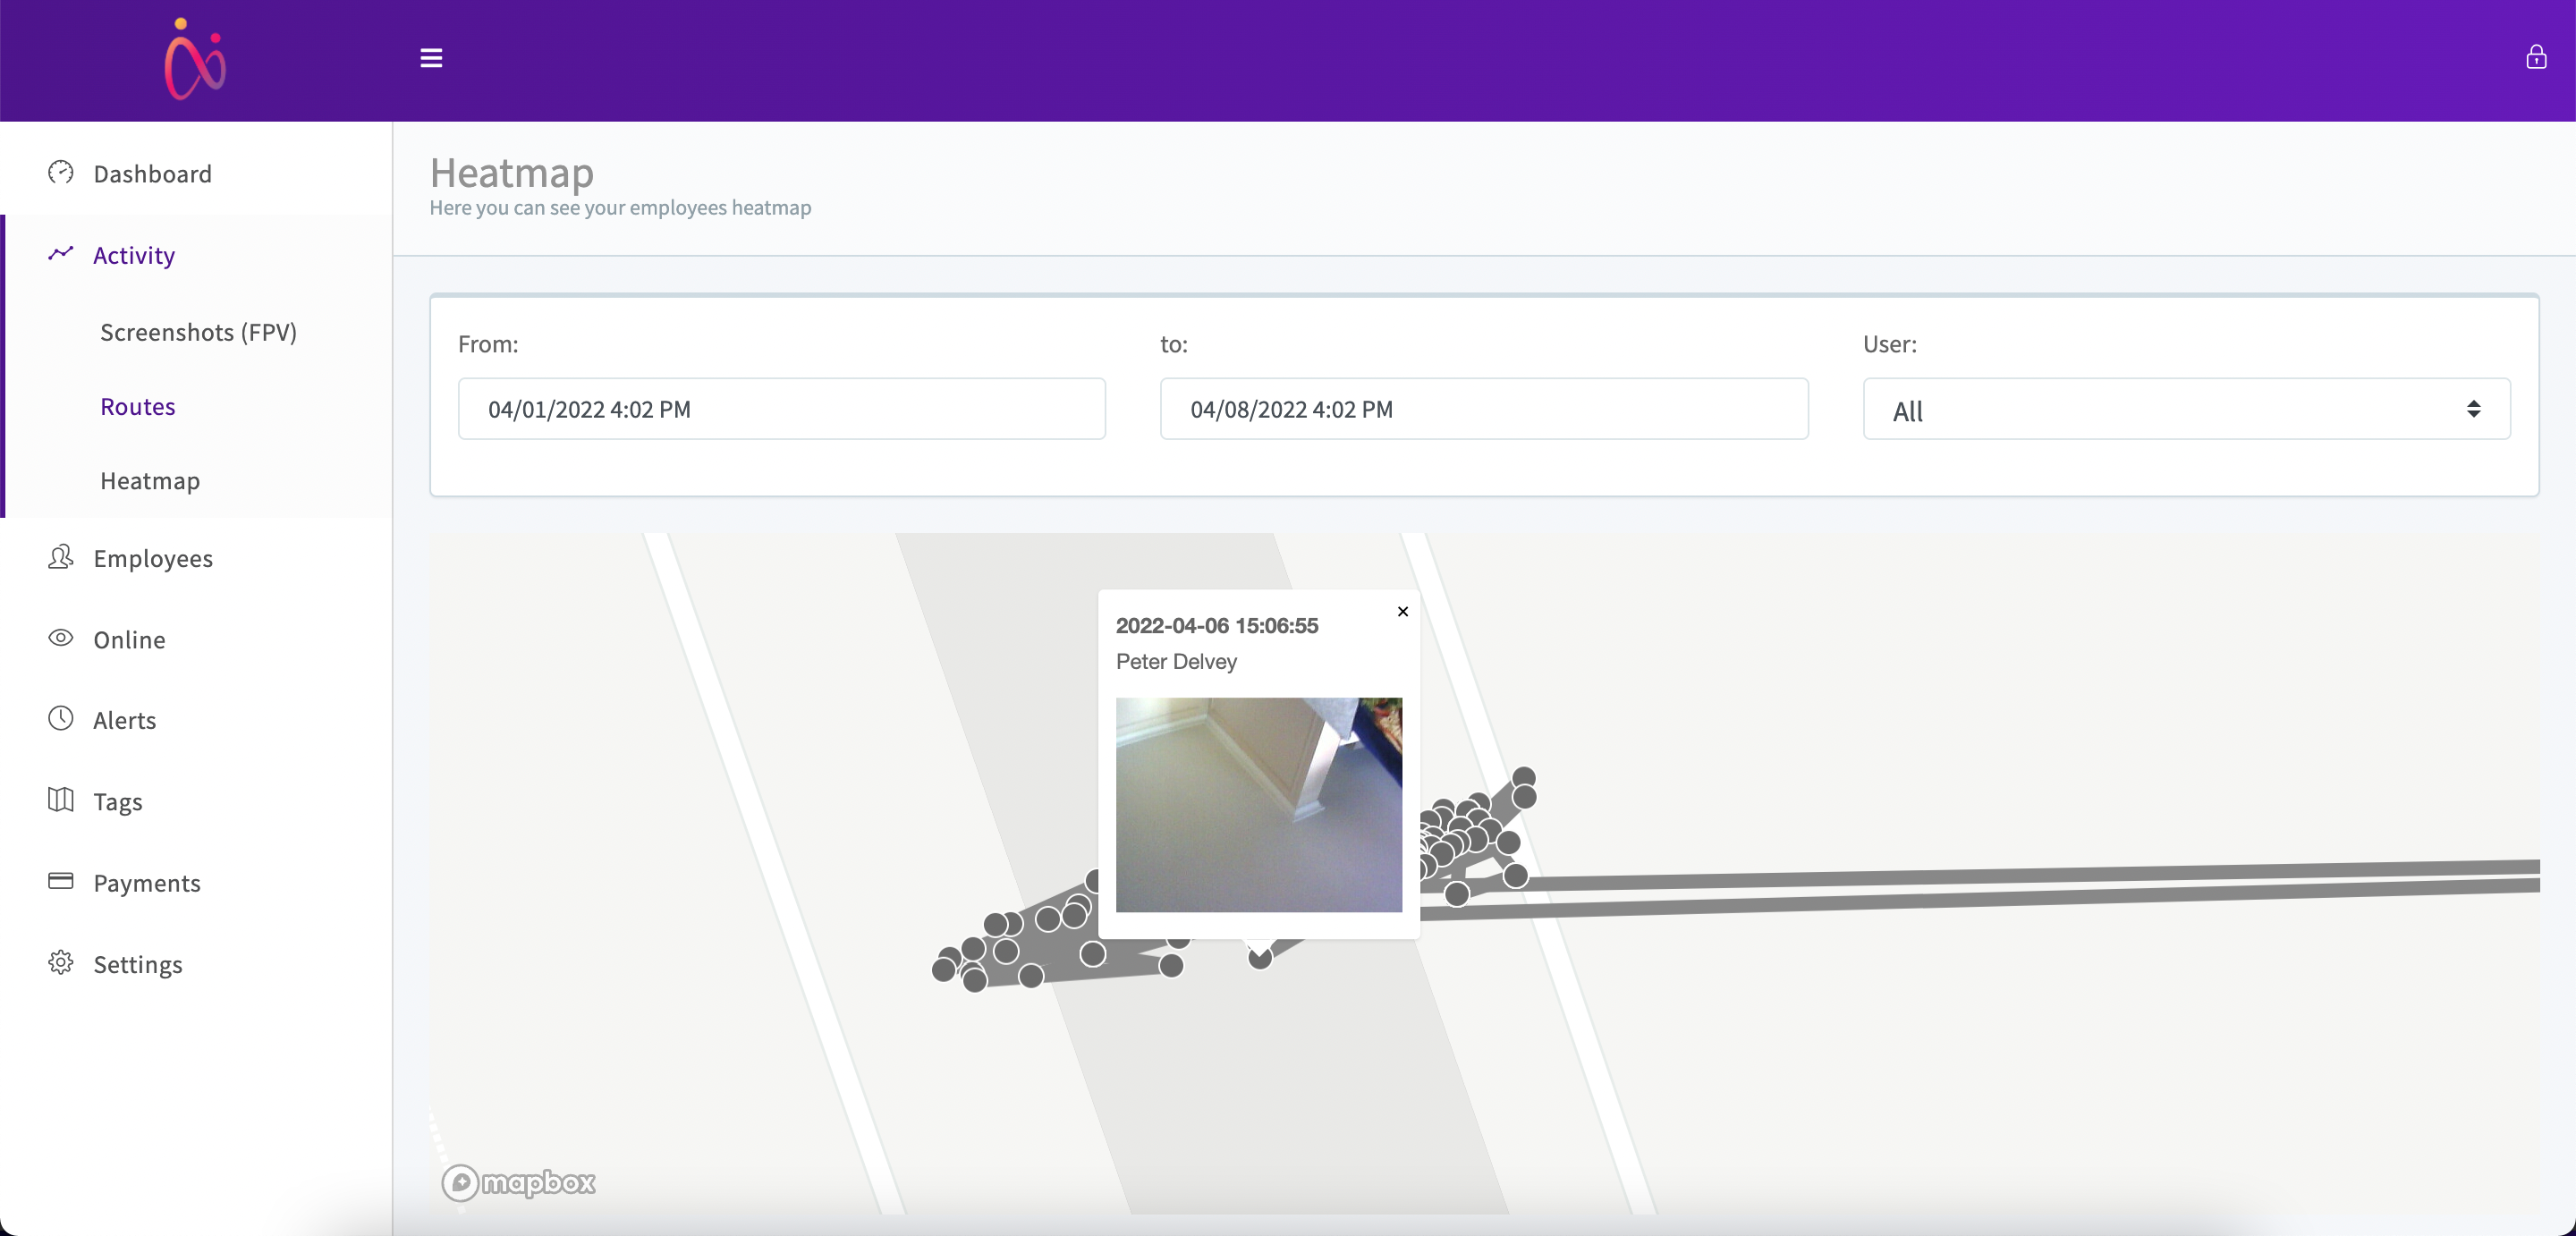 Dashboard
Activity
Screenshots (FPV)
Routes
Heatmap
Employees
Online
Alerts
Tags
Payments
Settings
Heatmap
Here you can see your employees heatmap
From:
to:
User:
04/01/2022 4:02 PM
04/08/2022 4:02 PM
All
2022-04-06 15:06:55
Peter Delvey
mapbox